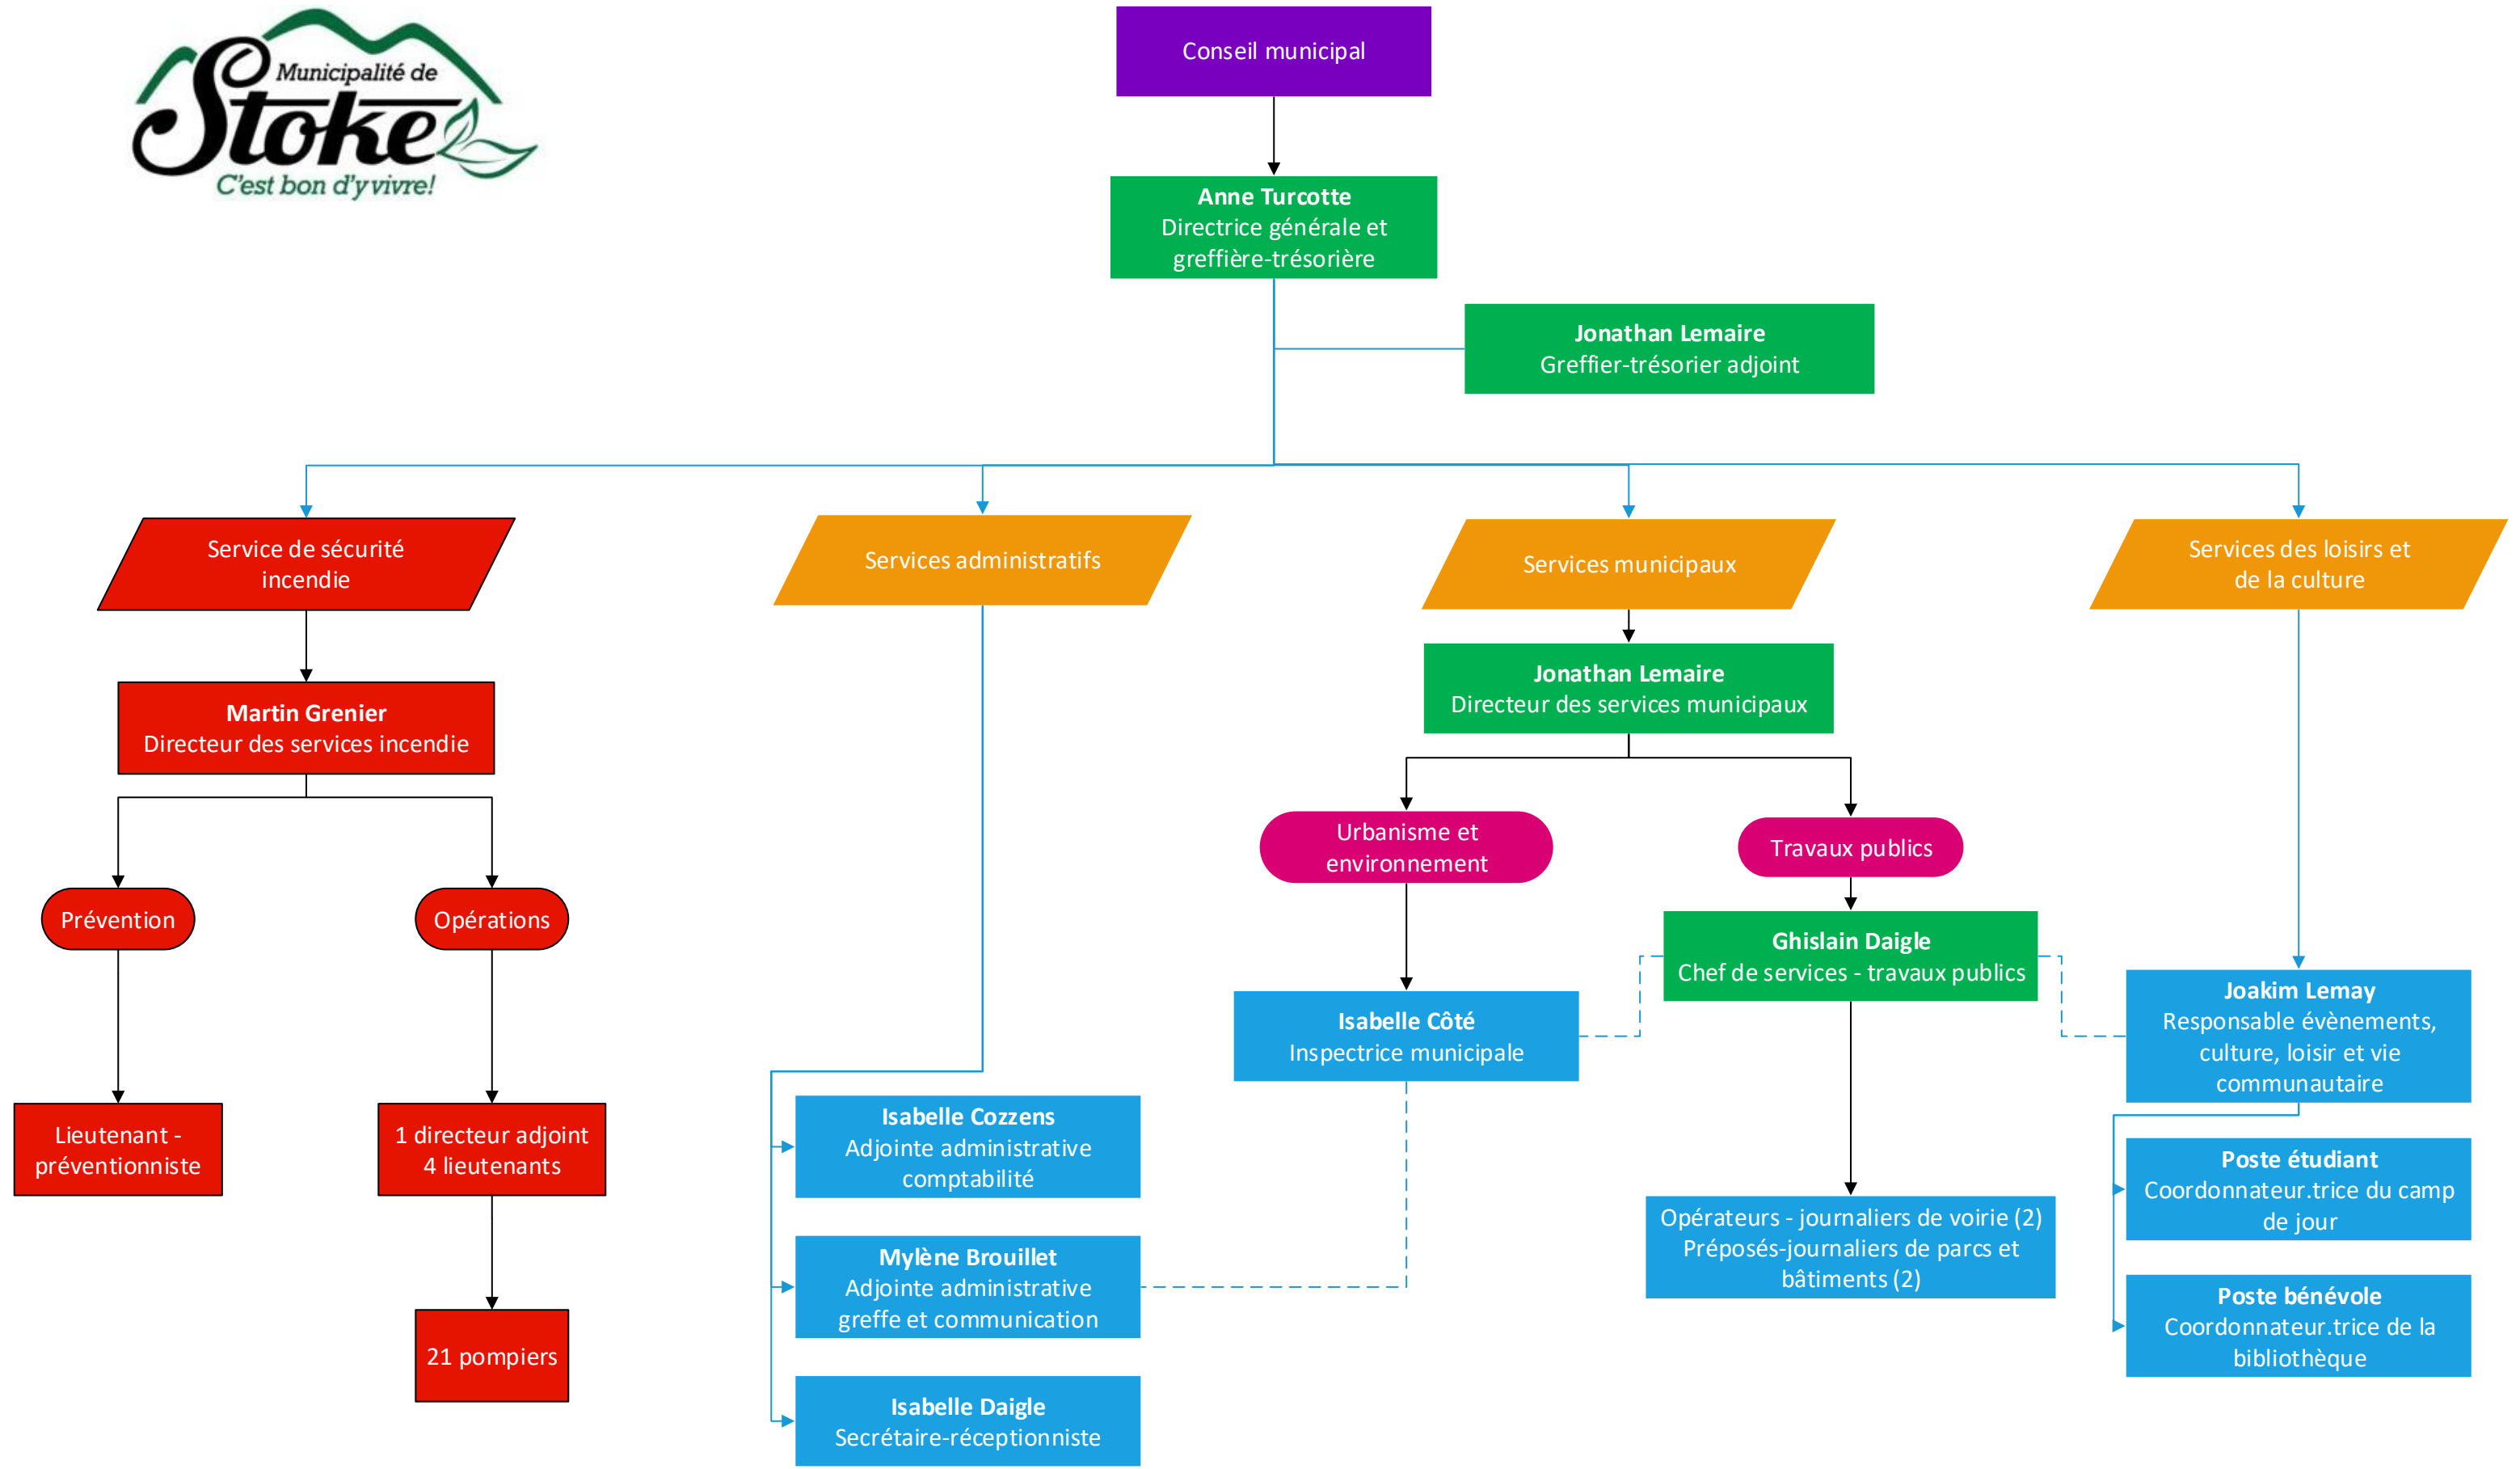 Municipalité de
Stoke
C'est bon d'y vivre!
Conseil municipal
Anne Turcotte
Directrice générale et
greffière-trésorière
Jonathan Lemaire
Greffier-trésorier adjoint
Service de sécurité
incendie
Services administratifs
Services municipaux
Services des loisirs et
de la culture
Martin Grenier
Directeur des services incendie
Jonathan Lemaire
Directeur des services municipaux
Prévention
Opérations
Urbanisme et
environnement
Travaux publics
Ghislain Daigle
Chef de services - travaux publics
Isabelle Côté
Inspectrice municipale
Joakim Lemay
Responsable évènements,
culture, loisir et vie
communautaire
Lieutenant -
préventionniste
1 directeur adjoint
4 lieutenants
21 pompiers
Isabelle Cozzens
Adjointe administrative
comptabilité
Mylène Brouillet
Adjointe administrative
greffe et communication
Isabelle Daigle
Secrétaire-réceptionniste
Opérateurs - journaliers de voirie (2)
Préposés-journaliers de parcs et
bâtiments (2)
Poste étudiant
Coordonnateur.trice du camp
de jour
Poste bénévole
Coordonnateur.trice de la
bibliothèque